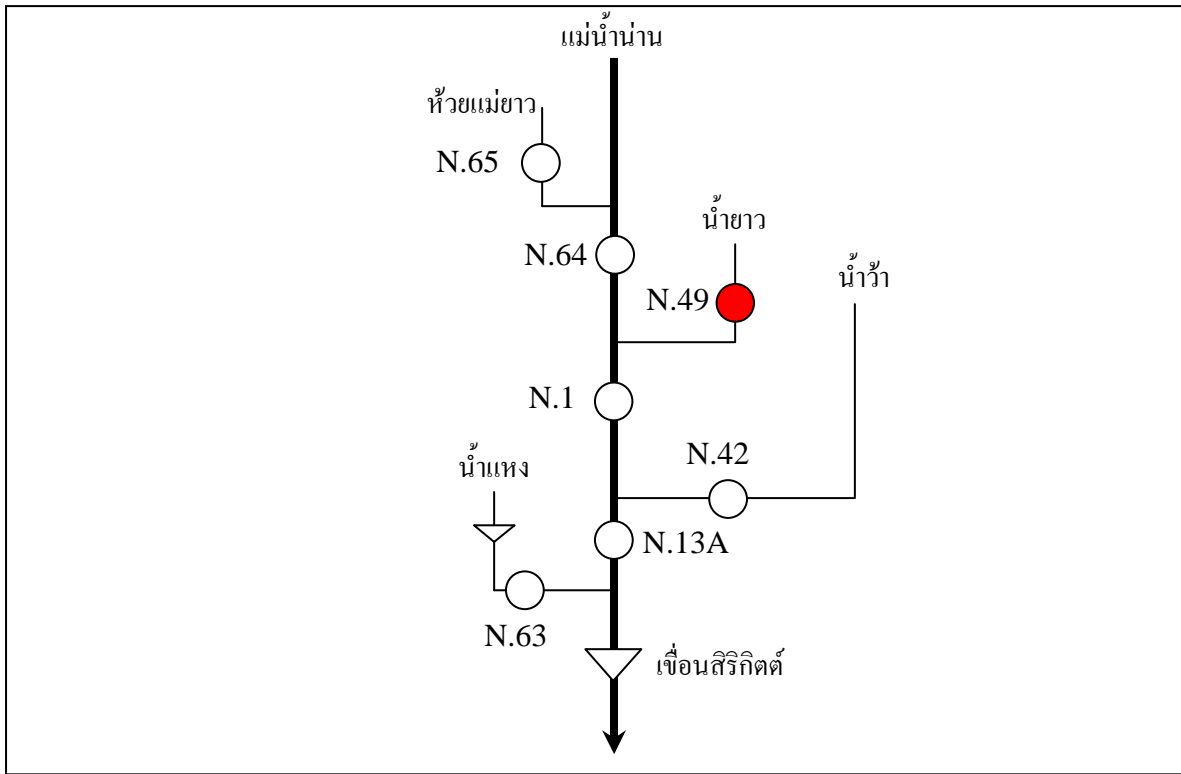 แม่น้ำน่าน
ห้วยแม่ยาว
N.65
น้ำยาว
N.64
น้ำว้า
N.49
N.1
N.42
น้ำแหง
N.13A
N.63
เขื่อนสิริกิตต์